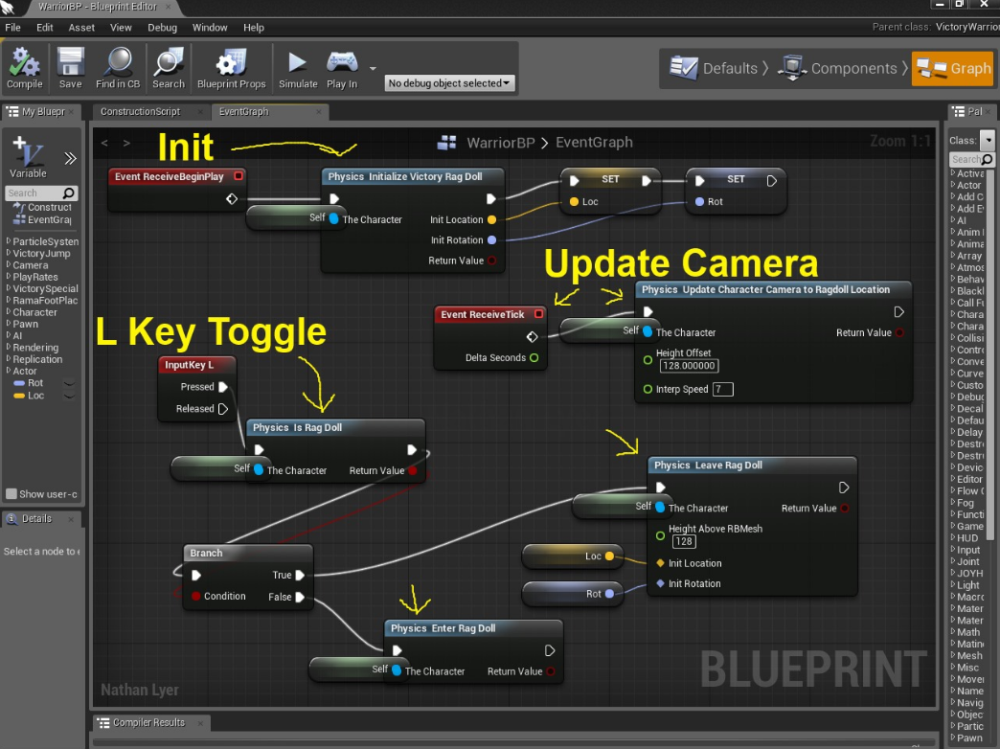 WarriorBP - Blueprint Editor
File Edit Asset View Debug Window Help
Parent class: VictoryWarrior
Compile Save Find in CB Search Blueprint Props Simulate Play In
No debug object selected
Defaults Components Graph
My Bluepr
ConstructionScript EventGraph
Pal
Variable
Search
Construct
EventGraj
ParticleSysten
VictoryJump
Camera
PlayRates
VictorySpecial
RamaFootPlac
Character
Pawn
AI
Rendering
Replication
Actor
Rot
Loc
Show user-c
Details
Select a node to
< > WarriorBP > EventGraph
Zoom 1:1
Init
Event ReceiveBeginPlay
Physics Initialize Victory Rag Doll
Self The Character
Init Location
Init Rotation
Return Value
SET
Loc
SET
Rot
Update Camera
Event ReceiveTick
Delta Seconds
Physics Update Character Camera to Ragdoll Location
Self The Character Return Value
Height Offset
128.000000
Interp Speed 7
L Key Toggle
InputKey L
Pressed
Released
Physics Is Rag Doll
Self The Character Return Value
Branch
True
Condition False
Physics Leave Rag Doll
Self The Character Return Value
Height Above RBMesh
128
Loc Init Location
Rot Init Rotation
Physics Enter Rag Doll
Self The Character Return Value
Nathan Lyer
BLUEPRINT
Compiler Results
Class:
Search
Activa
Actor
Add C
Add E
AI
Anim
Anima
Array
Atmos
Behav
Blackl
Call Fu
Chara
Chara
Collisi
Contro
Conve
Curve
Custo
Debug
Decal
Defau
Delay
Destr
Destru
Device
Editor
Flow C
Fog
Functi
Game
HUD
Input
Joint
JOYH
Light
Macro
Mater
Mater
Math
Matine
Mesh
Misc
Mover
Name
Navig
Objec
Partic
Pawn